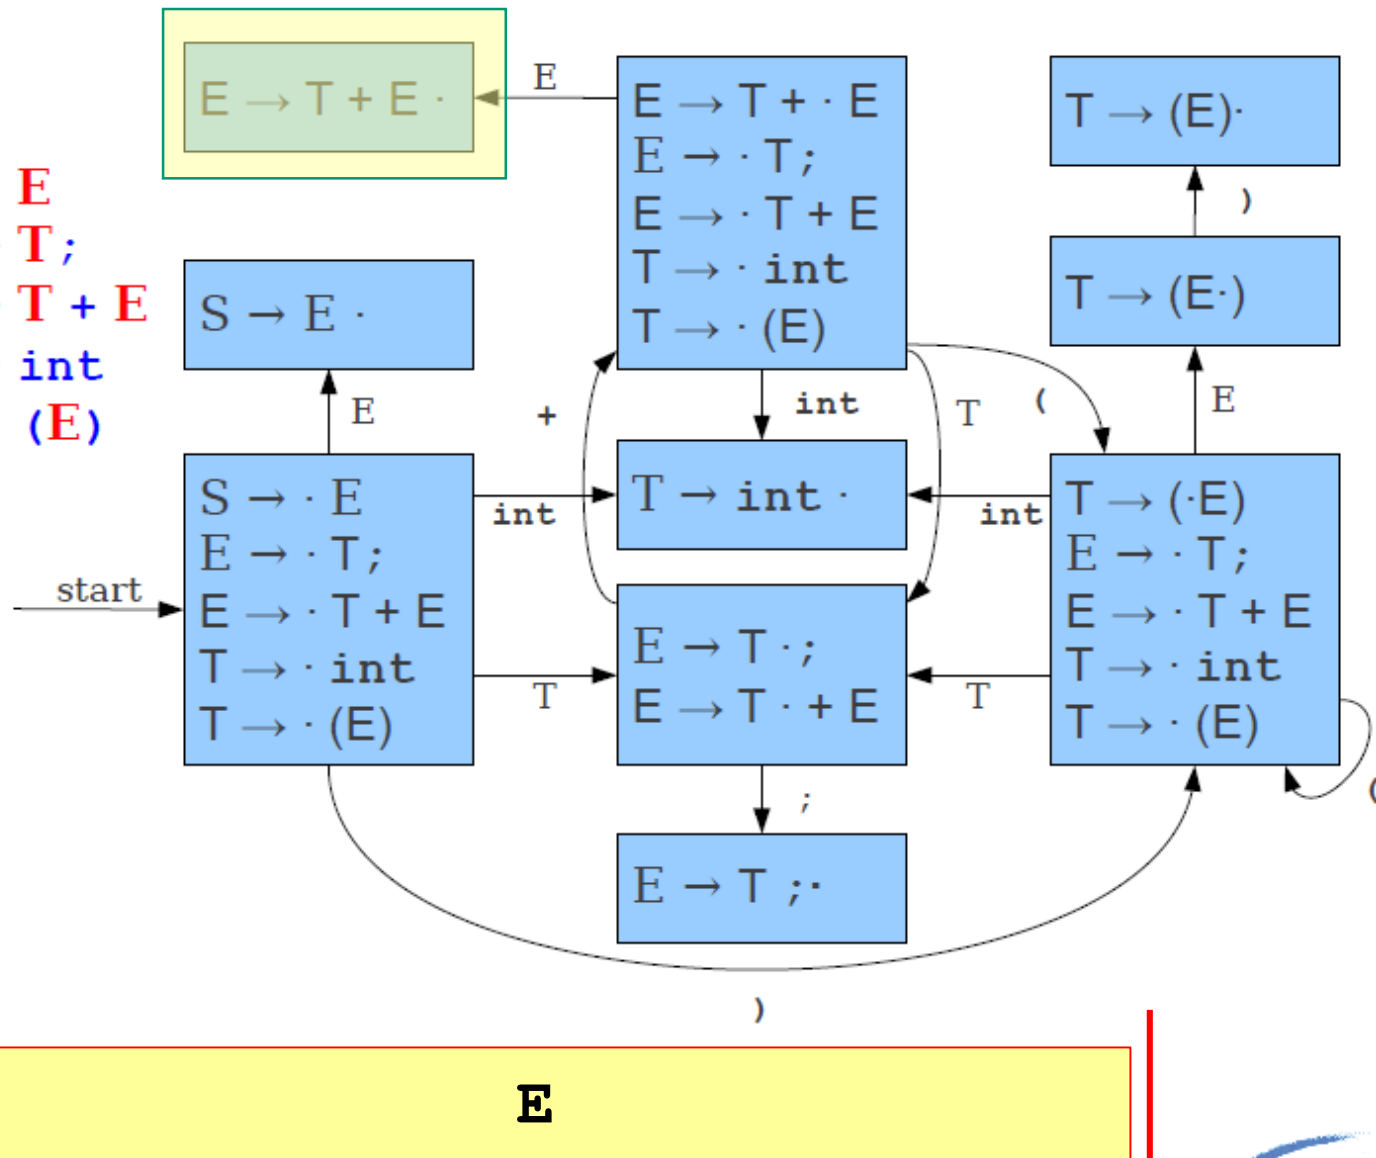 E → T + E ·
E
E → T + · E
E → · T ;
E → · T + E
T → · int
T → · (E)
T → (E)·
)
T → (E·)
E
T ;
T + E
int
(E)
S → E ·
E
+
int
T
(
E
S → · E
E → · T ;
E → · T + E
T → · int
T → · (E)
start
int
T → int ·
int
T → (·E)
E → · T ;
E → · T + E
T → · int
T → · (E)
T
E → T · ;
E → T · + E
T
(
;
E → T ;·
)
E